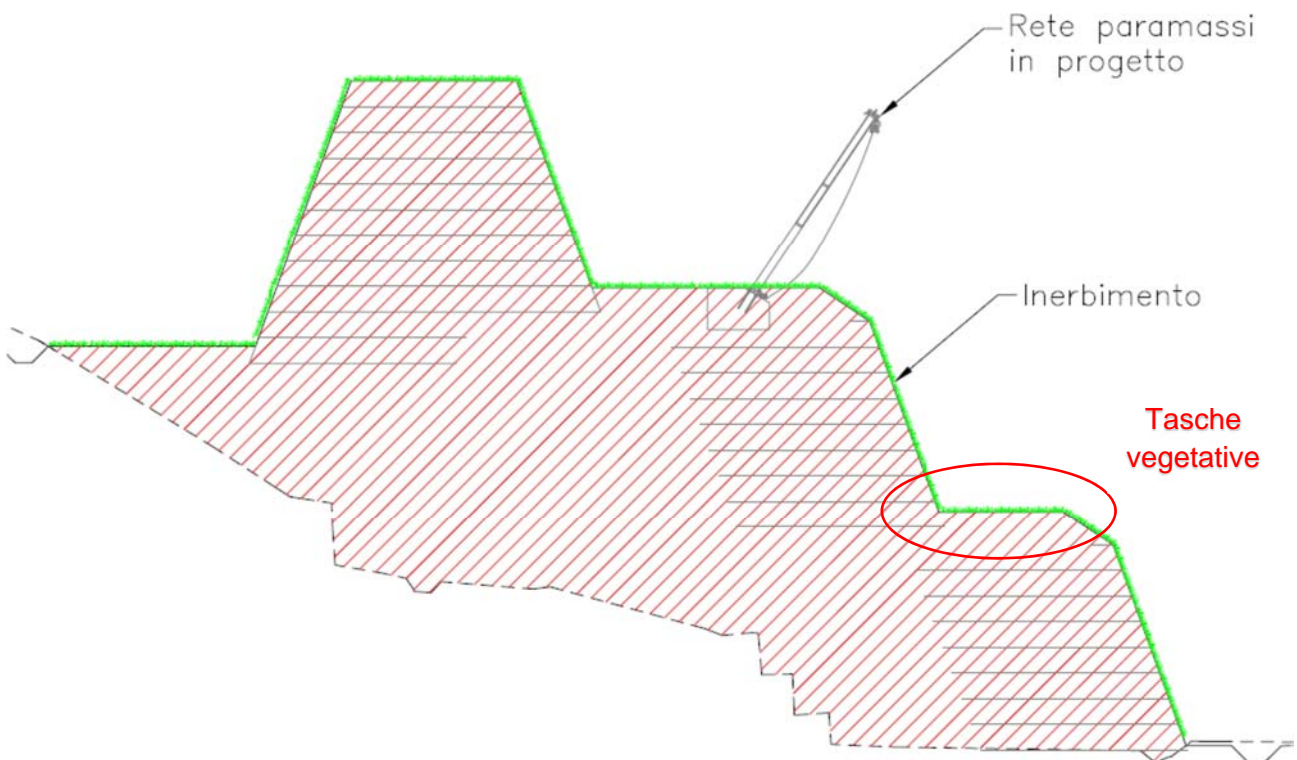 Rete paramassi
in progetto
Inerbimento
Tasche
vegetative